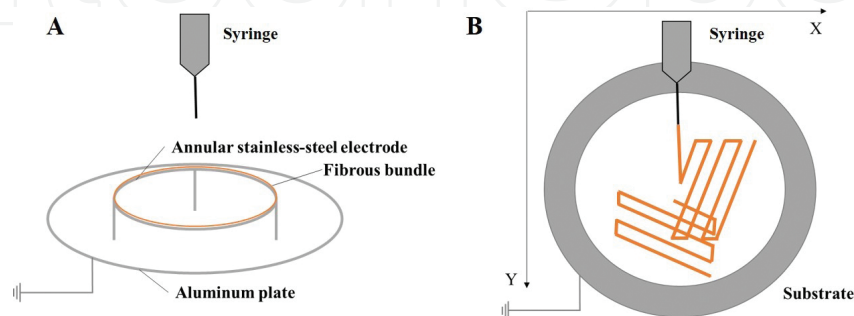 A
Syringe
Annular stainless-steel electrode
Fibrous bundle
Aluminum plate
B
X
Syringe
Y
Substrate